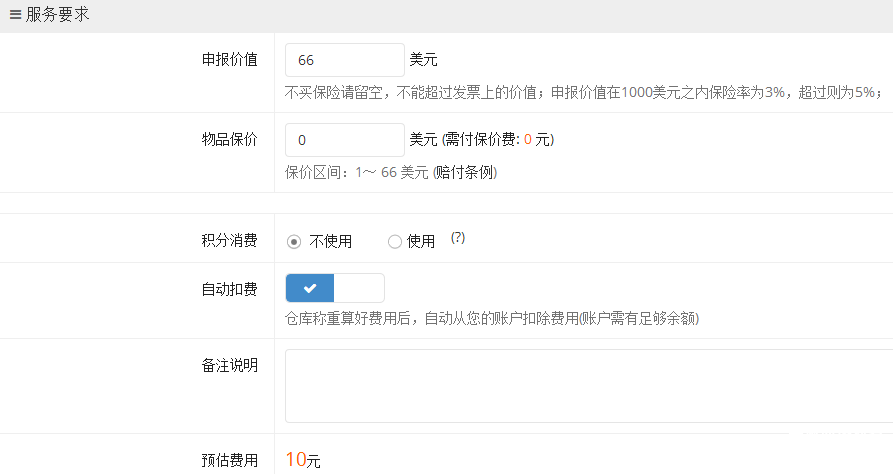 服务要求
申报价值 66 美元
不买保险请留空，不能超过发票上的价值；申报价值在1000美元之内保险率为3%，超过则为5%；
物品保价 0 美元 (需付保价费: 0 元)
保价区间：1～ 66 美元 (赔付条例)
积分消费 不使用 使用 (?)
自动扣费
仓库称重算好费用后，自动从您的账户扣除费用(账户需有足够余额)
备注说明
预估费用 10元